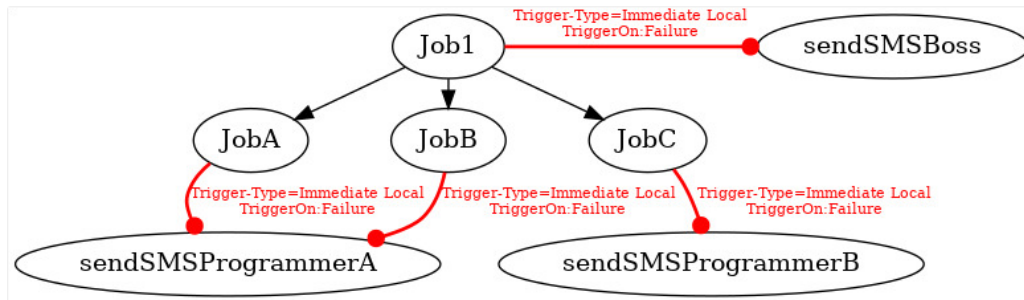 Trigger-Type=Immediate Local
TriggerOn:Failure
Job1
sendSMSBoss
JobA
JobB
JobC
Trigger-Type=Immediate Local
TriggerOn:Failure
Trigger-Type=Immediate Local
TriggerOn:Failure
Trigger-Type=Immediate Local
TriggerOn:Failure
sendSMSProgrammerA
sendSMSProgrammerB